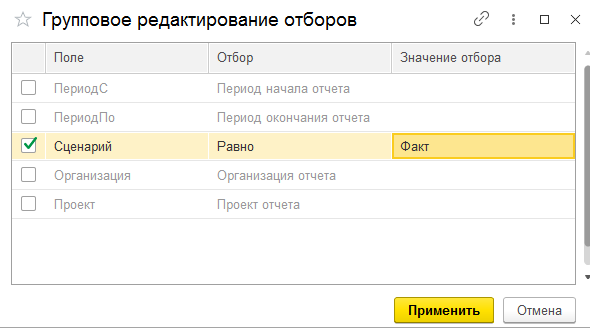 Групповое редактирование отборов
Поле Отбор Значение отбора
ПериодС Период начала отчета
ПериодПо Период окончания отчета
Сценарий Равно Факт
Организация Организация отчета
Проект Проект отчета
Применить Отмена